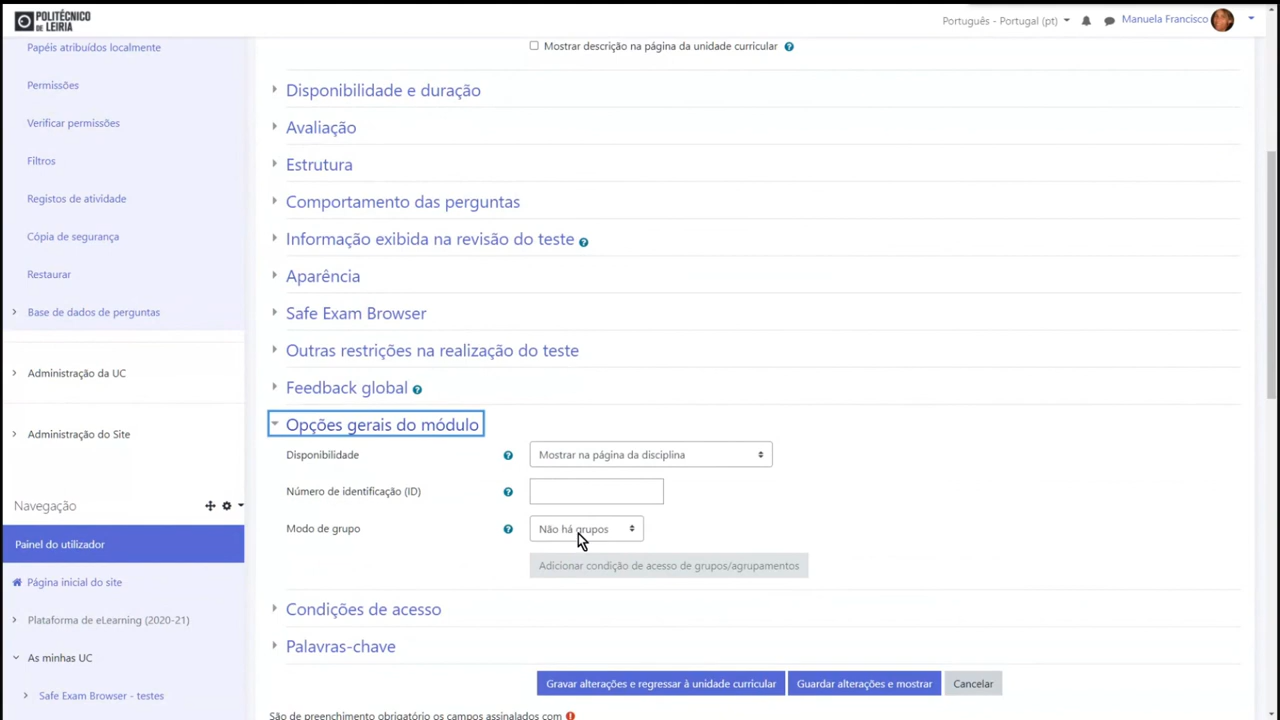 POLITÉCNICO
DE LEIRIA
Português - Portugal (pt)
Manuela Francisco
Papéis atribuídos localmente
Permissões
Verificar permissões
Filtros
Registos de atividade
Cópia de segurança
Restaurar
Base de dados de perguntas
Administração da UC
Administração do Site
Navegação
Painel do utilizador
Página inicial do site
Plataforma de eLearning (2020-21)
As minhas UC
Safe Exam Browser - testes
Mostrar descrição na página da unidade curricular
Disponibilidade e duração
Avaliação
Estrutura
Comportamento das perguntas
Informação exibida na revisão do teste
Aparência
Safe Exam Browser
Outras restrições na realização do teste
Feedback global
Opções gerais do módulo
Disponibilidade
Mostrar na página da disciplina
Número de identificação (ID)
Modo de grupo
Não há grupos
Adicionar condição de acesso de grupos/agrupamentos
Condições de acesso
Palavras-chave
Gravar alterações e regressar à unidade curricular
Guardar alterações e mostrar
Cancelar
São de preenchimento obrigatório os campos assinalados com